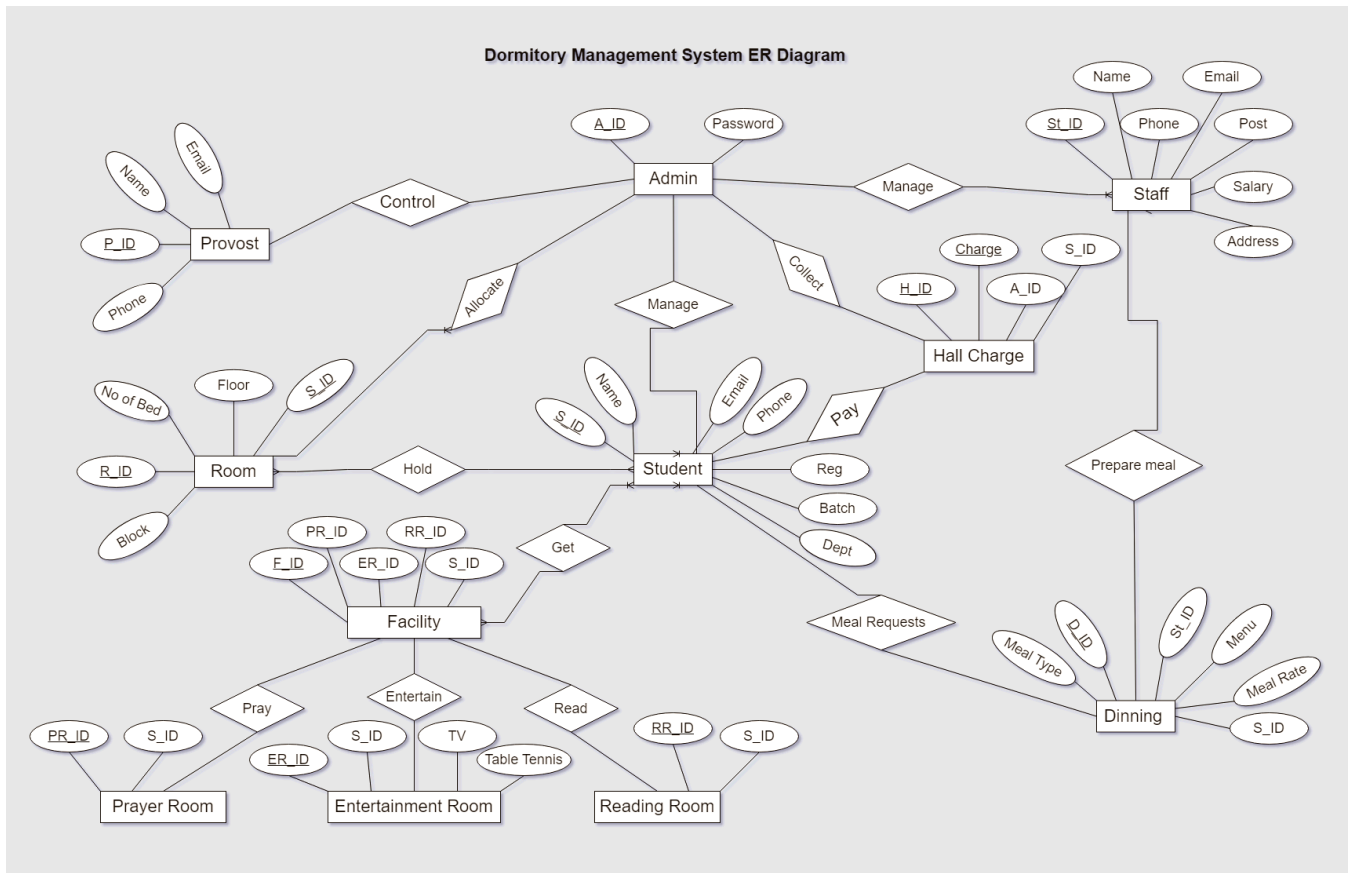 Dormitory Management System ER Diagram
Name
Email
A_ID
Password
St_ID
Phone
Post
Email
Name
Control
Admin
Manage
Staff
Salary
P_ID
Provost
Address
Phone
Allocate
Manage
Collect
Charge
S_ID
H_ID
A_ID
Hall Charge
No of Bed
Floor
S_ID
S_ID
Name
Email
Phone
Pay
R_ID
Room
Hold
Student
Reg
Prepare meal
Block
Batch
Dept
PR_ID
RR_ID
Get
F_ID
ER_ID
S_ID
Facility
Meal Requests
Meal Type
D_ID
St_ID
Menu
Meal Rate
Pray
Entertain
Read
Dinning
S_ID
PR_ID
S_ID
S_ID
TV
RR_ID
S_ID
ER_ID
Table Tennis
Prayer Room
Entertainment Room
Reading Room